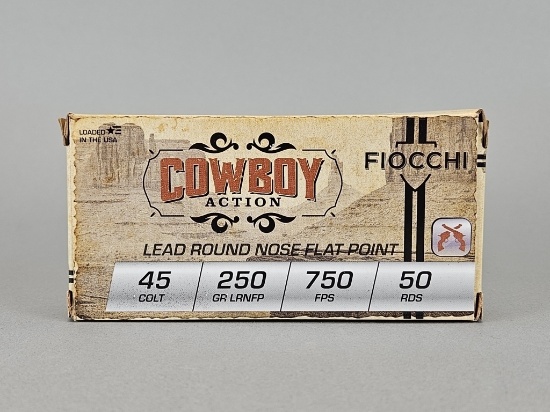 LOADED
IN THE USA
COWBOY
ACTION
FIOCCHI
LEAD ROUND NOSE FLAT POINT
45 250 750 50
COLT GR LRNFP FPS RDS